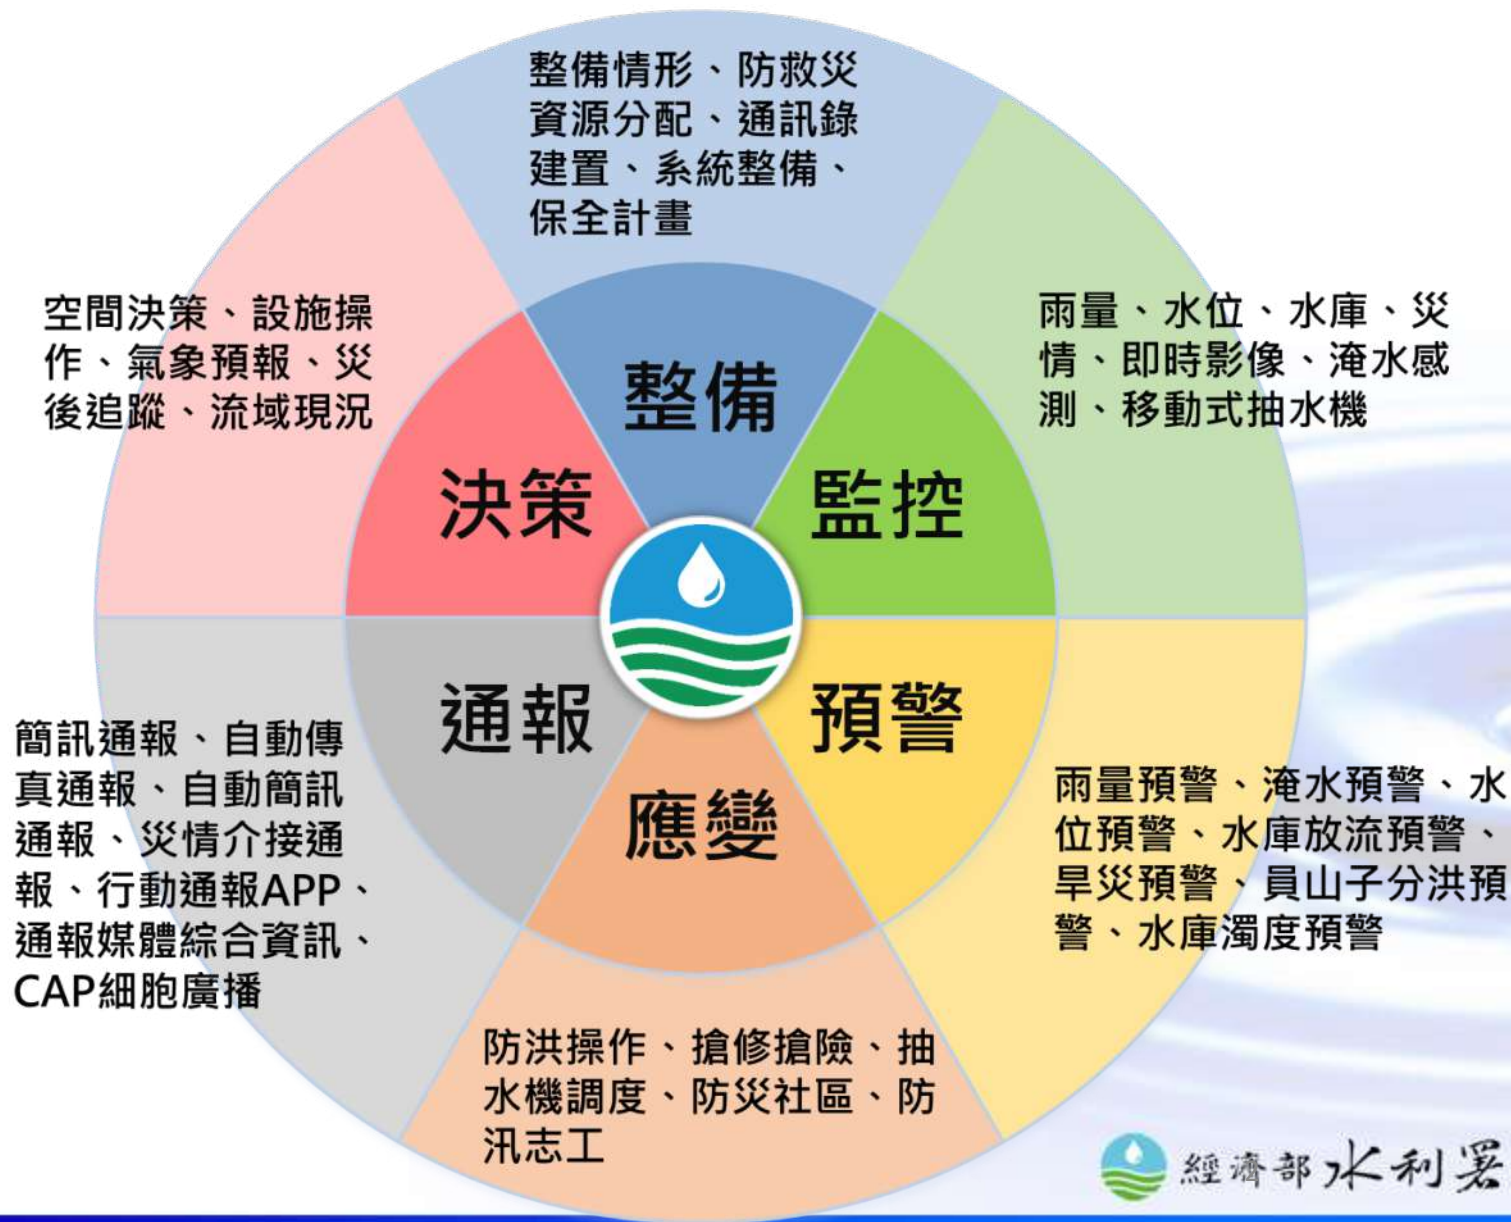 整備情形、防救災
資源分配、通訊錄
建置、系統整備、
保全計畫
整備
雨量、水位、水庫、災
情、即時影像、淹水感
測、移動式抽水機
監控
雨量預警、淹水預警、水
位預警、水庫放流預警、
旱災預警、員山子分洪預
警、水庫濁度預警
預警
防洪操作、搶修搶險、抽
水機調度、防災社區、防
汛志工
應變
簡訊通報、自動傳
真通報、自動簡訊
通報、災情介接通
報、行動通報APP、
通報媒體綜合資訊、
CAP細胞廣播
通報
空間決策、設施操
作、氣象預報、災
後追蹤、流域現況
決策
經濟部水利署